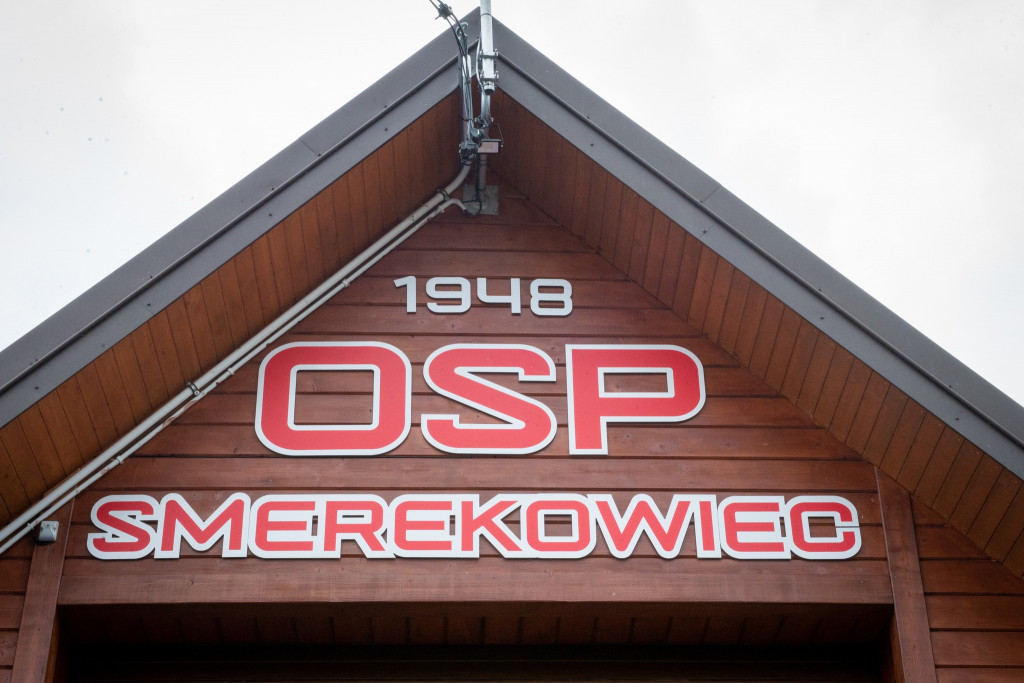 1948
OSP
SMEREKOWIEC